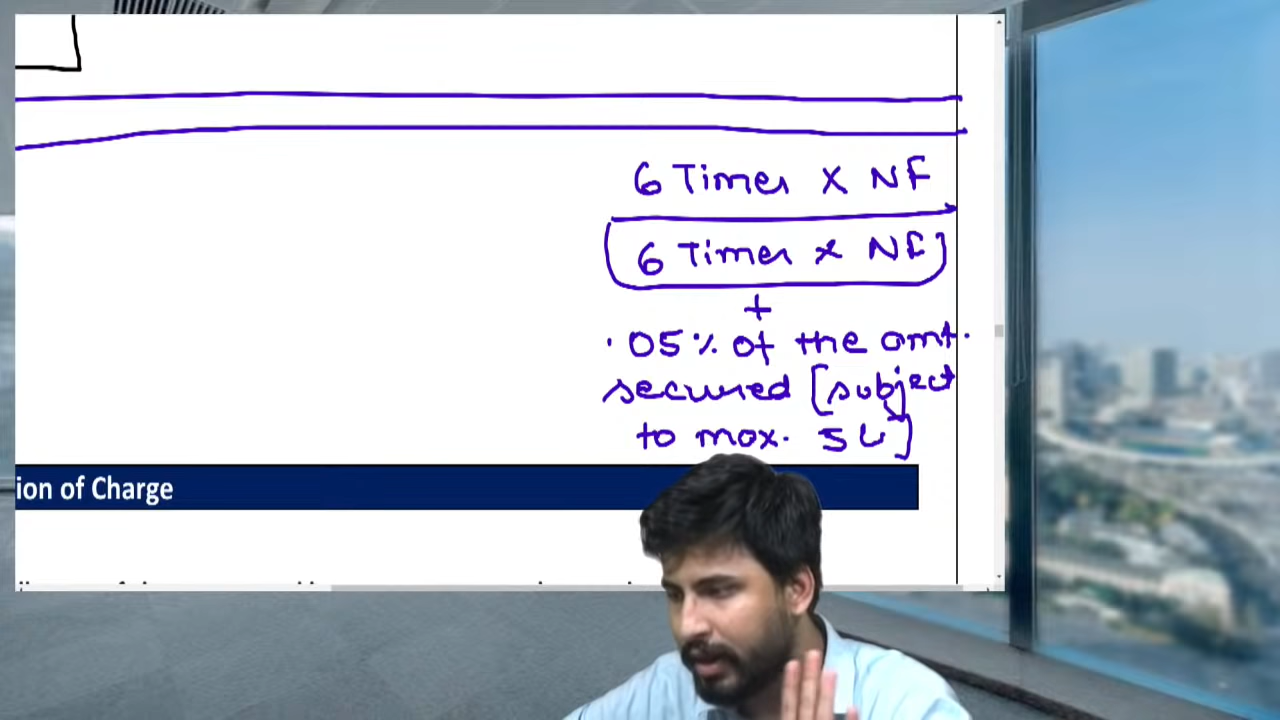 6 Times X NF
6 Times x NF
+
.05% of the amt.
secured [subject
to max. 5L]
ion of Charge